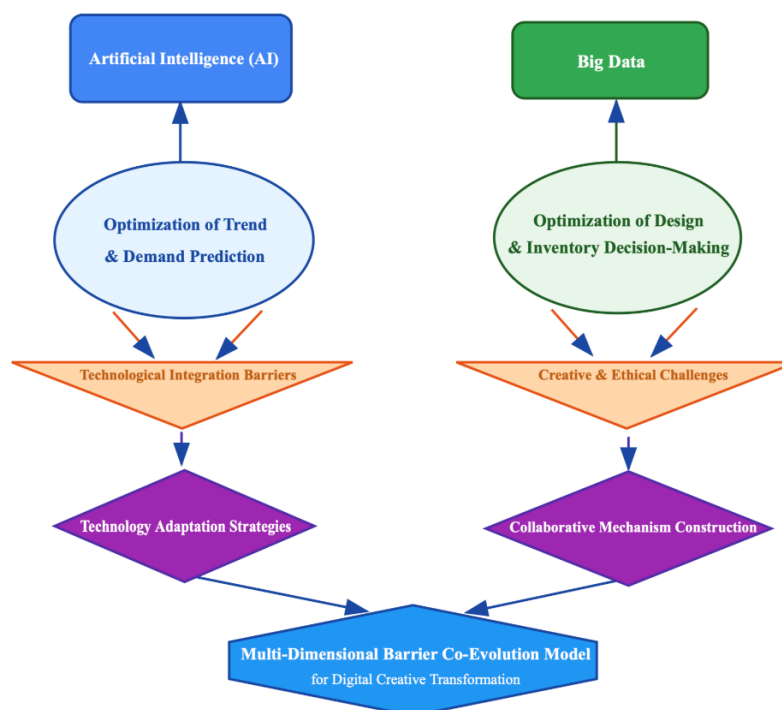 Artificial Intelligence (AI)
Big Data
Optimization of Trend
& Demand Prediction
Optimization of Design
& Inventory Decision-Making
Technological Integration Barriers
Creative & Ethical Challenges
Technology Adaptation Strategies
Collaborative Mechanism Construction
Multi-Dimensional Barrier Co-Evolution Model
for Digital Creative Transformation